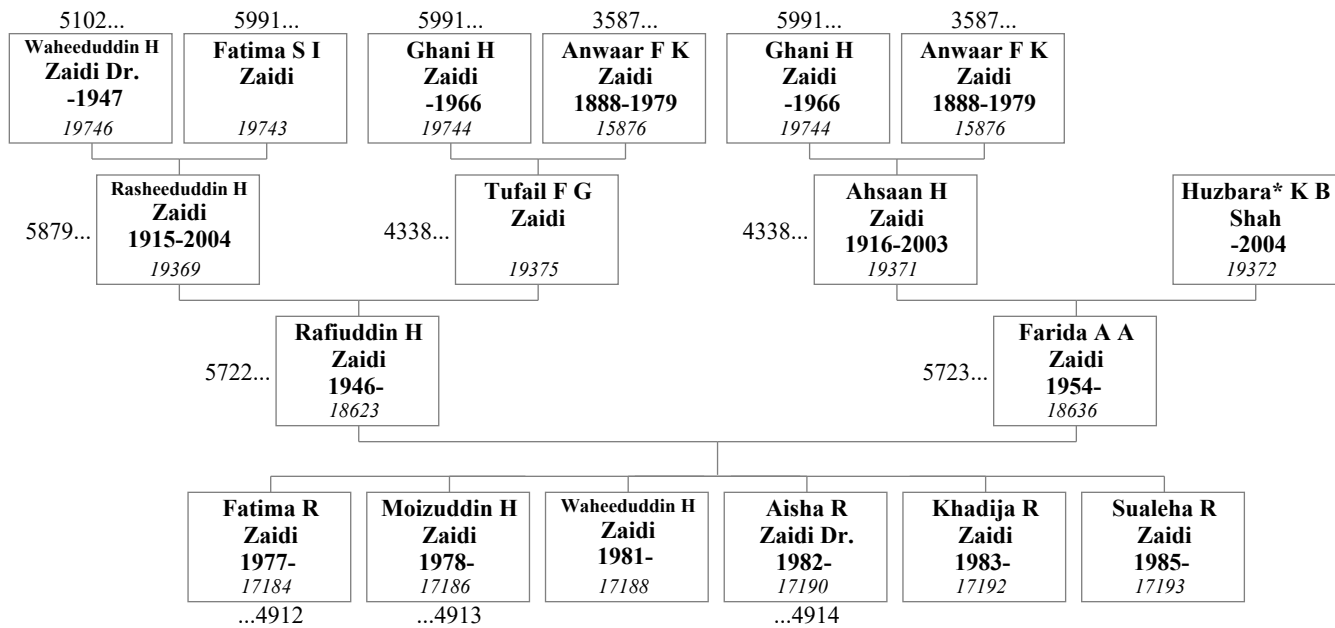 5102...
5991...
5991...
3587...
5991...
3587...
Waheeduddin H
Zaidi Dr.
-1947
19746
Fatima S I
Zaidi
19743
Ghani H
Zaidi
-1966
19744
Anwaar F K
Zaidi
1888-1979
15876
Ghani H
Zaidi
-1966
19744
Anwaar F K
Zaidi
1888-1979
15876
5879...
Rasheeduddin H
Zaidi
1915-2004
19369
4338...
Tufail F G
Zaidi
19375
4338...
Ahsaan H
Zaidi
1916-2003
19371
Huzbara* K B
Shah
-2004
19372
5722...
Rafiuddin H
Zaidi
1946-
18623
5723...
Farida A A
Zaidi
1954-
18636
Fatima R
Zaidi
1977-
17184
...4912
Moizuddin H
Zaidi
1978-
17186
...4913
Waheeduddin H
Zaidi
1981-
17188
Aisha R
Zaidi Dr.
1982-
17190
...4914
Khadija R
Zaidi
1983-
17192
Sualeha R
Zaidi
1985-
17193